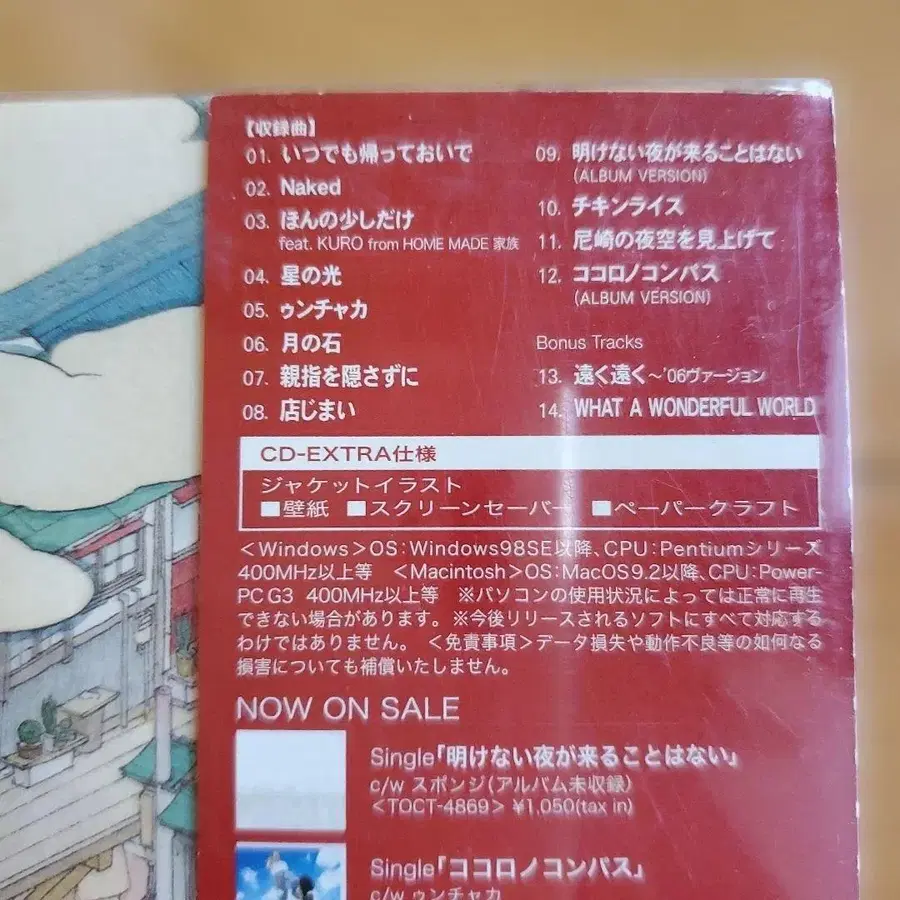 【収録曲】
01. いつでも帰っておいで
02. Naked
03. ほんの少しだけ
feat. KURO from HOME MADE 家族
04. 星の光
05. ゥンチャカ
06. 月の石
07. 親指を隠さずに
08. 店じまい
09. 明けない夜が来ることはない
(ALBUM VERSION)
10. チキンライス
11. 尼崎の夜空を見上げて
12. ココロノコンパス
(ALBUM VERSION)
Bonus Tracks
13. 遠く遠く〜'06ヴァージョン
14. WHAT A WONDERFUL WORLD
CD-EXTRA仕様
ジャケットイラスト
■壁紙 ■スクリーンセーバー ■ペーパークラフト
＜Windows＞OS:Windows98SE以降、CPU:Pentiumシリーズ
400MHz以上等 ＜Macintosh＞OS:MacOS9.2以降、CPU:Power-
PC G3 400MHz以上等 ※パソコンの使用状況によっては正常に再生
できない場合があります。※今後リリースされるソフトにすべて対応する
わけではありません。 ＜免責事項＞データ損失や動作不良等の如何なる
損害についても補償いたしません。
NOW ON SALE
Single「明けない夜が来ることはない」
c/w スポンジ(アルバム未収録)
＜TOCT-4869＞ ¥1,050(tax in)
Single「ココロノコンパス」
c/w ゥンチャカ